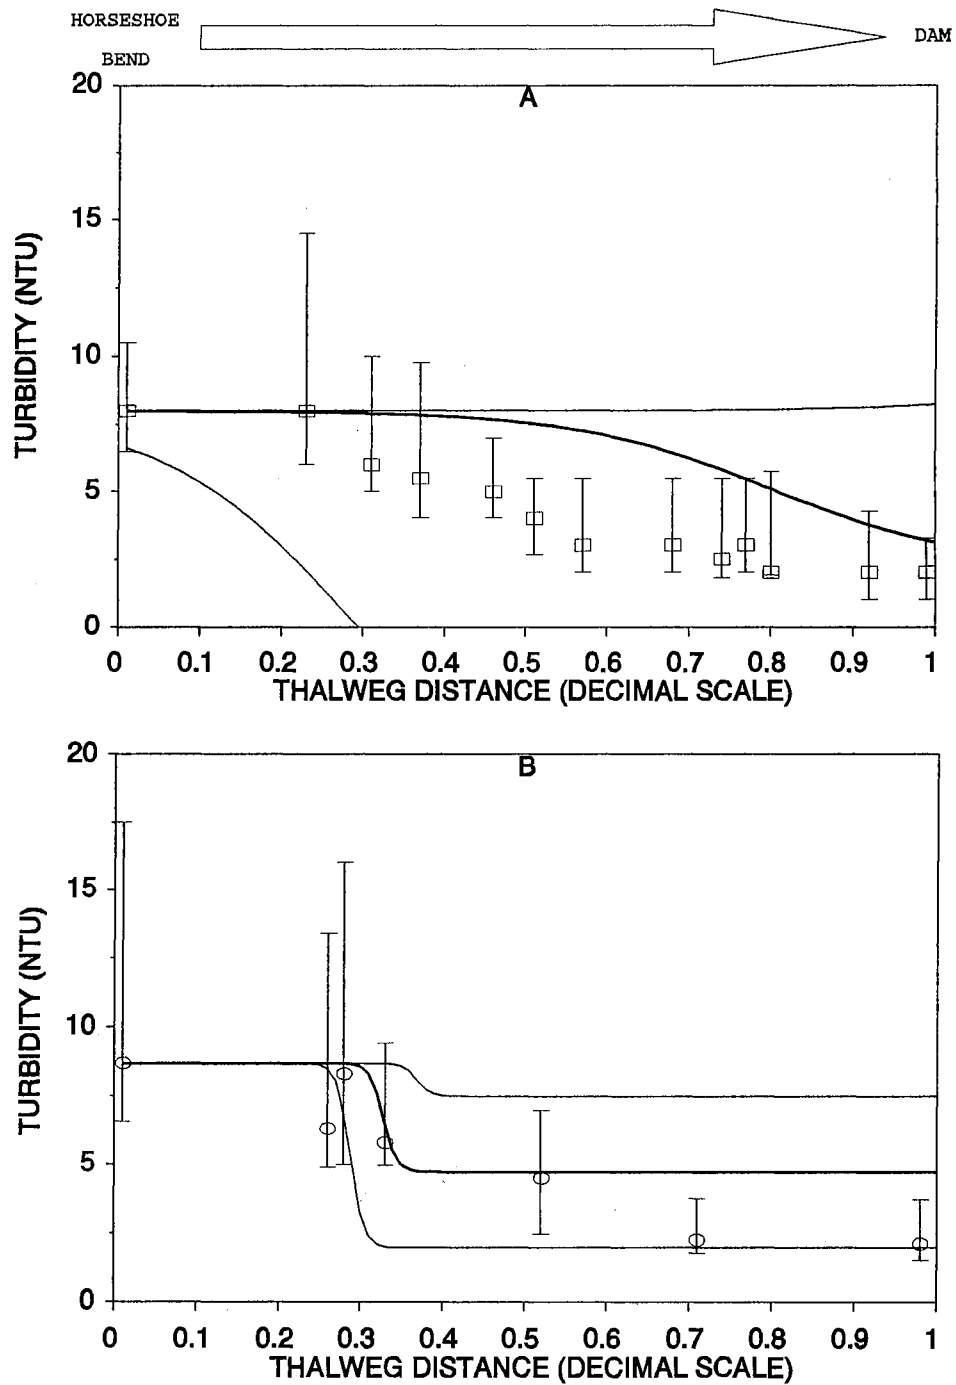 HORSESHOE
BEND
DAM
A
20
15
10
5
0
TURBIDITY (NTU)
0 0.1 0.2 0.3 0.4 0.5 0.6 0.7 0.8 0.9 1
THALWEG DISTANCE (DECIMAL SCALE)
B
20
15
10
5
0
TURBIDITY (NTU)
0 0.1 0.2 0.3 0.4 0.5 0.6 0.7 0.8 0.9 1
THALWEG DISTANCE (DECIMAL SCALE)